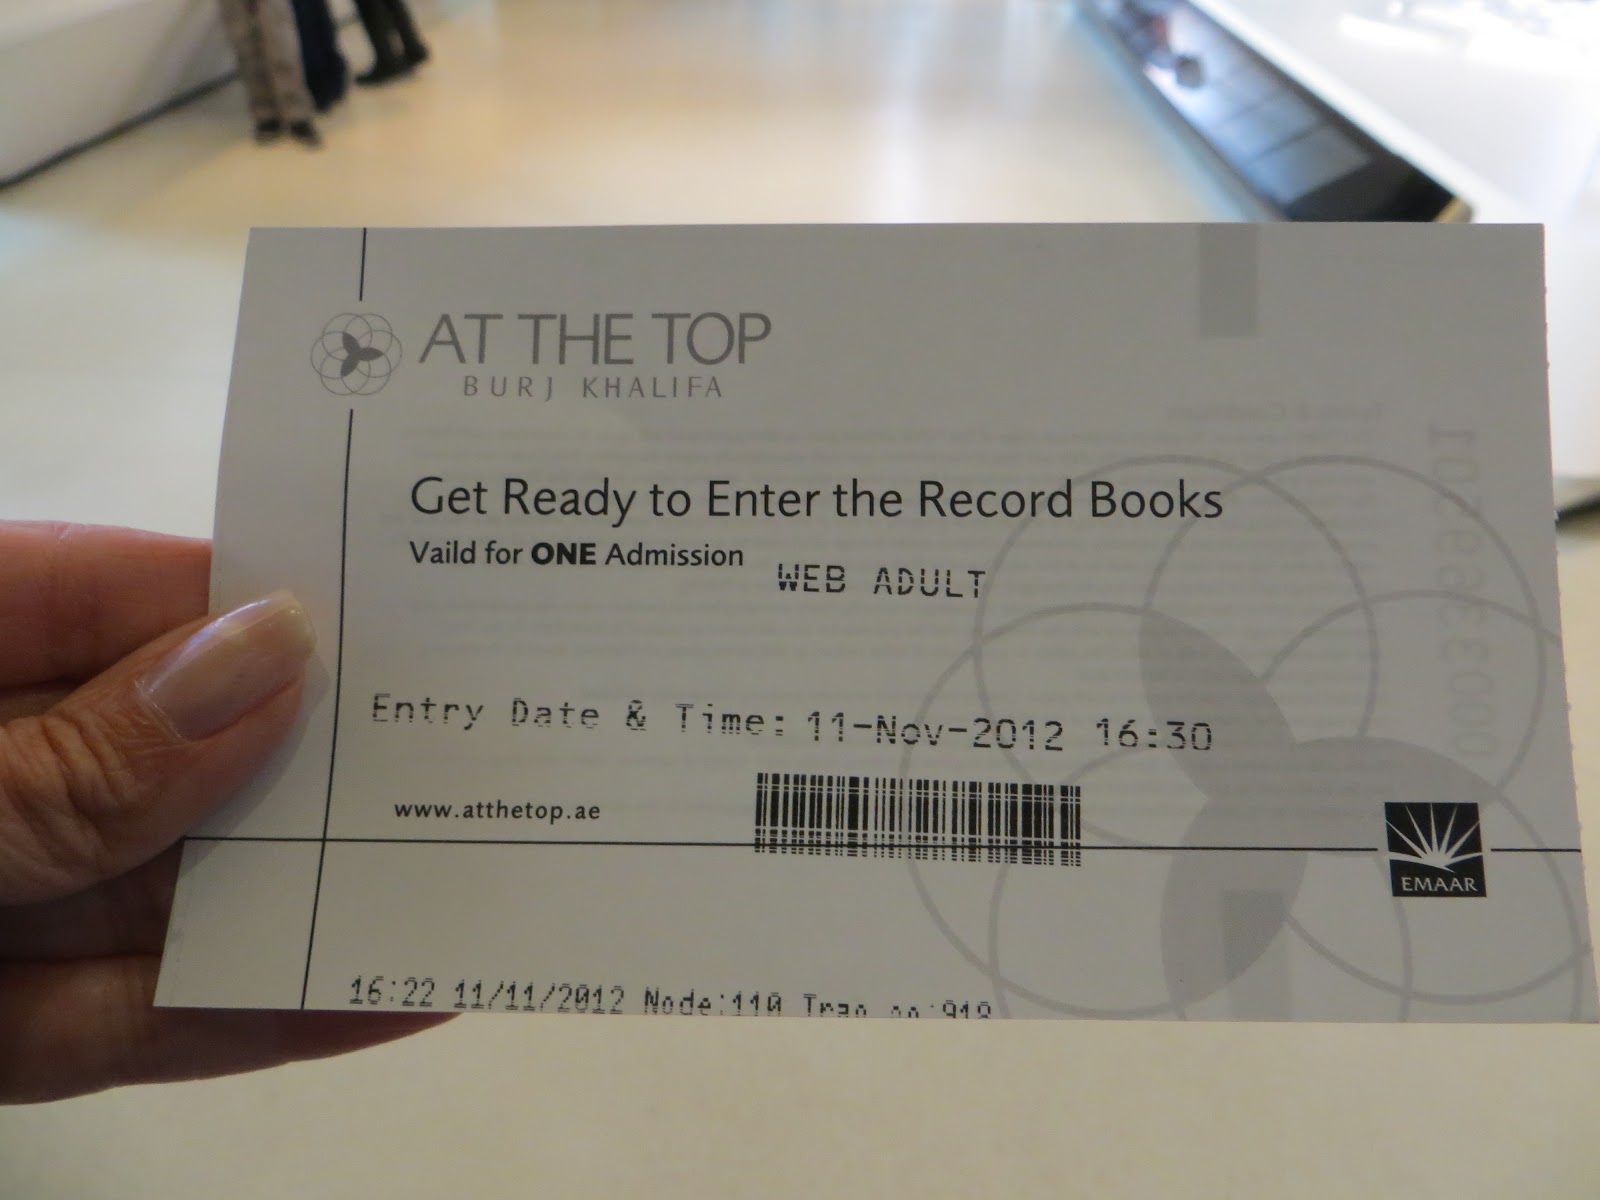 AT THE TOP
BURJ KHALIFA
Get Ready to Enter the Record Books
Vaild for ONE Admission
WEB ADULT
Entry Date & Time: 11-Nov-2012 16:30
www.atthetop.ae
EMAAR
16:22 11/11/2012 Node:110